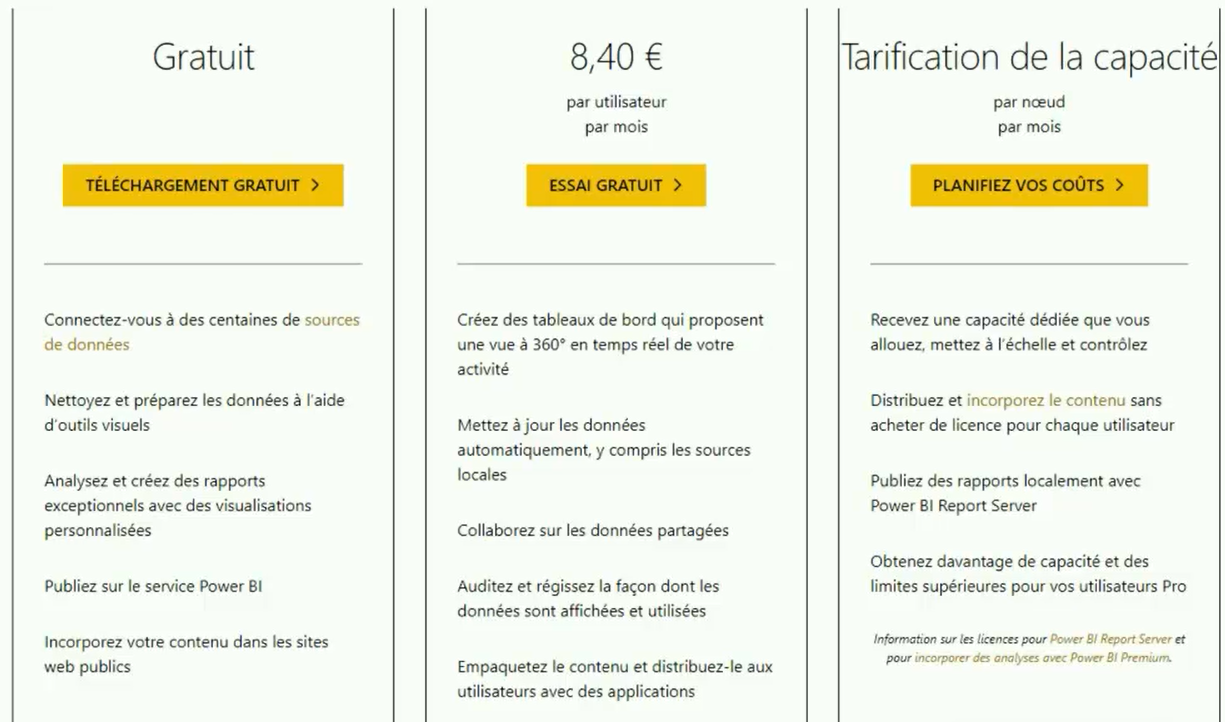 Gratuit
TÉLÉCHARGEMENT GRATUIT >
Connectez-vous à des centaines de sources
de données
Nettoyez et préparez les données à l'aide
d'outils visuels
Analysez et créez des rapports
exceptionnels avec des visualisations
personnalisées
Publiez sur le service Power BI
Incorporez votre contenu dans les sites
web publics
8,40 €
par utilisateur
par mois
ESSAI GRATUIT >
Créez des tableaux de bord qui proposent
une vue à 360° en temps réel de votre
activité
Mettez à jour les données
automatiquement, y compris les sources
locales
Collaborez sur les données partagées
Auditez et régissez la façon dont les
données sont affichées et utilisées
Empaquetez le contenu et distribuez-le aux
utilisateurs avec des applications
Tarification de la capacité
par nœud
par mois
PLANIFIEZ VOS COÛTS >
Recevez une capacité dédiée que vous
allouez, mettez à l'échelle et contrôlez
Distribuez et incorporez le contenu sans
acheter de licence pour chaque utilisateur
Publiez des rapports localement avec
Power BI Report Server
Obtenez davantage de capacité et des
limites supérieures pour vos utilisateurs Pro
Information sur les licences pour Power BI Report Server et
pour incorporer des analyses avec Power BI Premium.